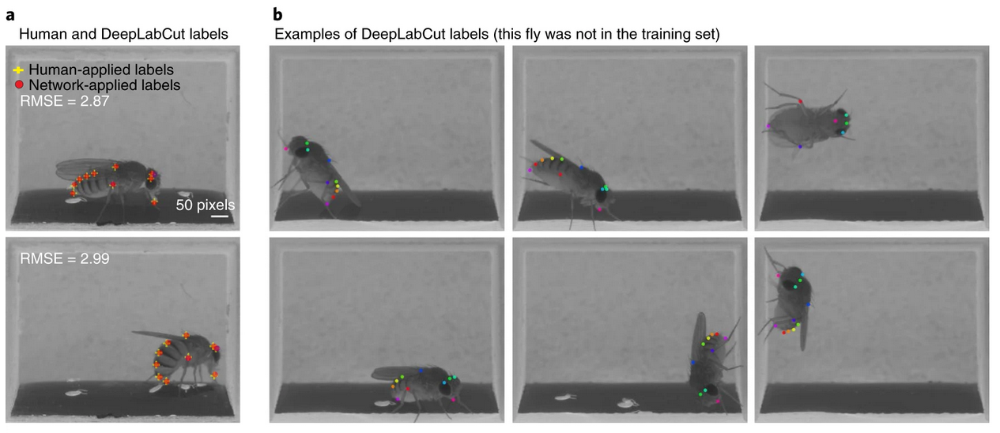 a
Human and DeepLabCut labels
Human-applied labels
Network-applied labels
RMSE = 2.87
50 pixels
RMSE = 2.99
b
Examples of DeepLabCut labels (this fly was not in the training set)